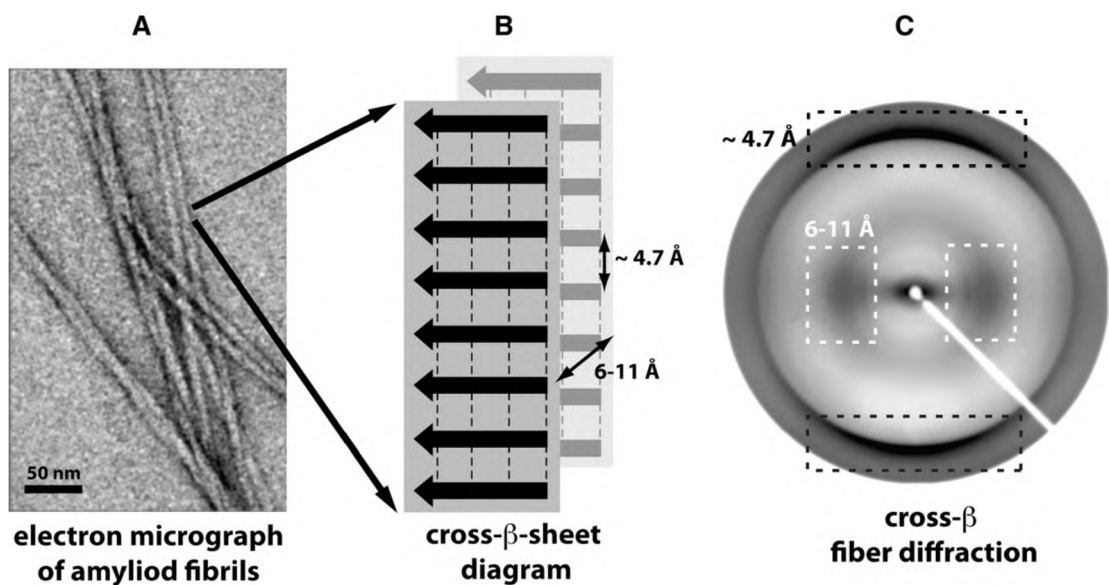 A
B
C
50 nm
electron micrograph
of amyliod fibrils
~ 4.7 Å
6-11 Å
cross-β-sheet
diagram
~ 4.7 Å
6-11 Å
cross-β
fiber diffraction